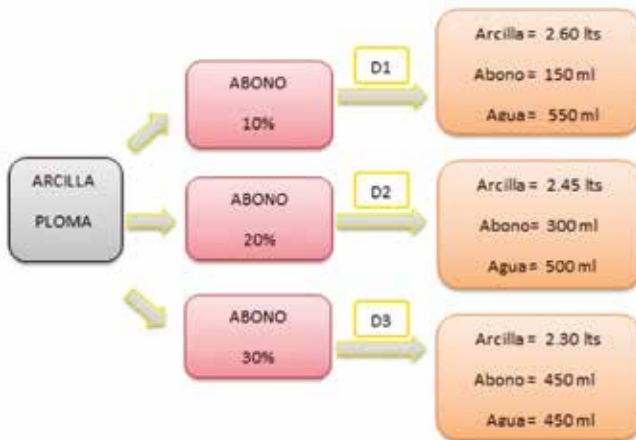 ARCILLA
PLOMA
ABONO
10%
D1
Arcilla = 2.60 lts
Abono = 150 ml
Agua = 550 ml
ABONO
20%
D2
Arcilla = 2.45 lts
Abono= 300 ml
Agua = 500 ml
ABONO
30%
D3
Arcilla = 2.30 lts
Abono = 450 ml
Agua = 450 ml